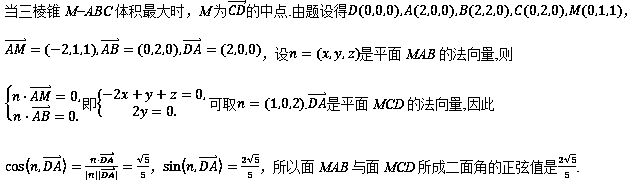 当三棱锥 M−ABC 体积最大时，M 为$\overset{\frown}{CD}$的中点.由题设得D(0,0,0),A(2,0,0),B(2,2,0),C(0,2,0),M(0,1,1)，
$\overrightarrow{AM}=(-2,1,1),\overrightarrow{AB}=(0,2,0),\overrightarrow{DA}=(2,0,0)$，设$n=(x,y,z)$是平面 MAB 的法向量,则
$\begin{cases}n\cdot\overrightarrow{AM}=0,\\n\cdot\overrightarrow{AB}=0.\end{cases}$即$\begin{cases}-2x+y+z=0,\\2y=0.\end{cases}$可取$n=(1,0,2)$.$\overrightarrow{DA}$是平面 MCD 的法向量,因此
$\cos\langle n,\overrightarrow{DA}\rangle=\frac{n\cdot\overrightarrow{DA}}{|n||\overrightarrow{DA}|}=\frac{\sqrt{5}}{5}$，$\sin\langle n,\overrightarrow{DA}\rangle=\frac{2\sqrt{5}}{5}$，所以面 MAB 与面 MCD 所成二面角的正弦值是$\frac{2\sqrt{5}}{5}$.